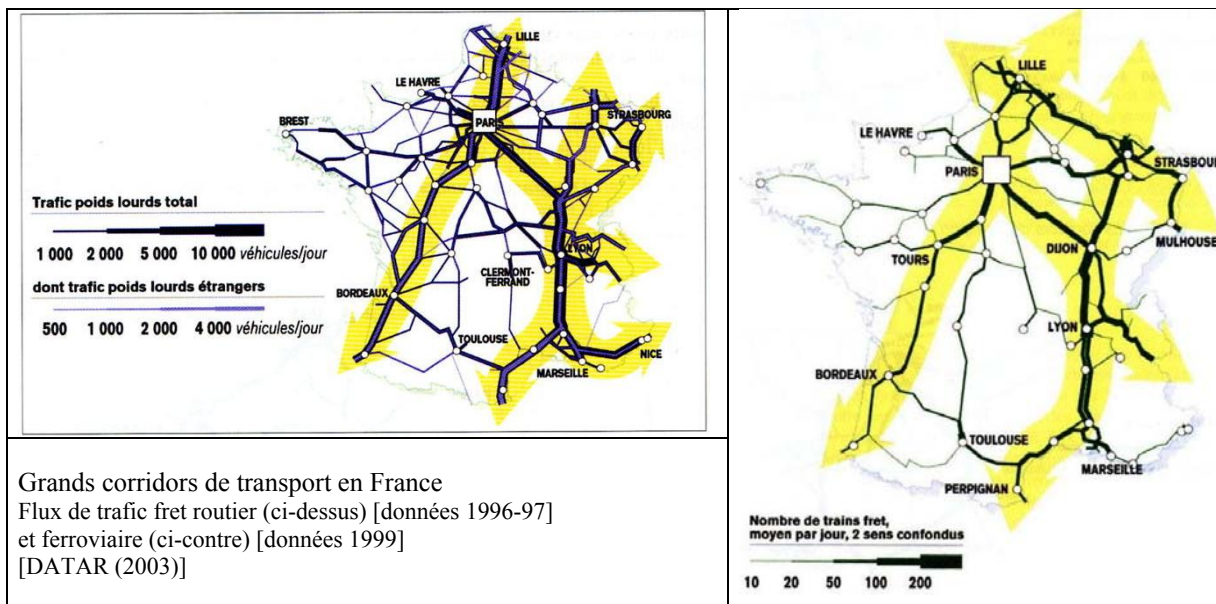 LILLE
LE HAVRE
BREST
PARIS
STRASBOURG
Trafic poids lourds total
1 000 2 000 5 000 10 000 véhicules/jour
dont trafic poids lourds étrangers
500 1 000 2 000 4 000 véhicules/jour
LYON
CLERMONT-
FERRAND
BORDEAUX
TOULOUSE
NICE
MARSEILLE
Grands corridors de transport en France
Flux de trafic fret routier (ci-dessus) [données 1996-97]
et ferroviaire (ci-contre) [données 1999]
[DATAR (2003)]
LILLE
LE HAVRE
PARIS
STRASBOUR
MULHOUSE
DIJON
TOURS
LYON
BORDEAUX
TOULOUSE
MARSEILLE
PERPIGNAN
Nombre de trains fret,
moyen par jour, 2 sens confondus
10 20 50 100 200